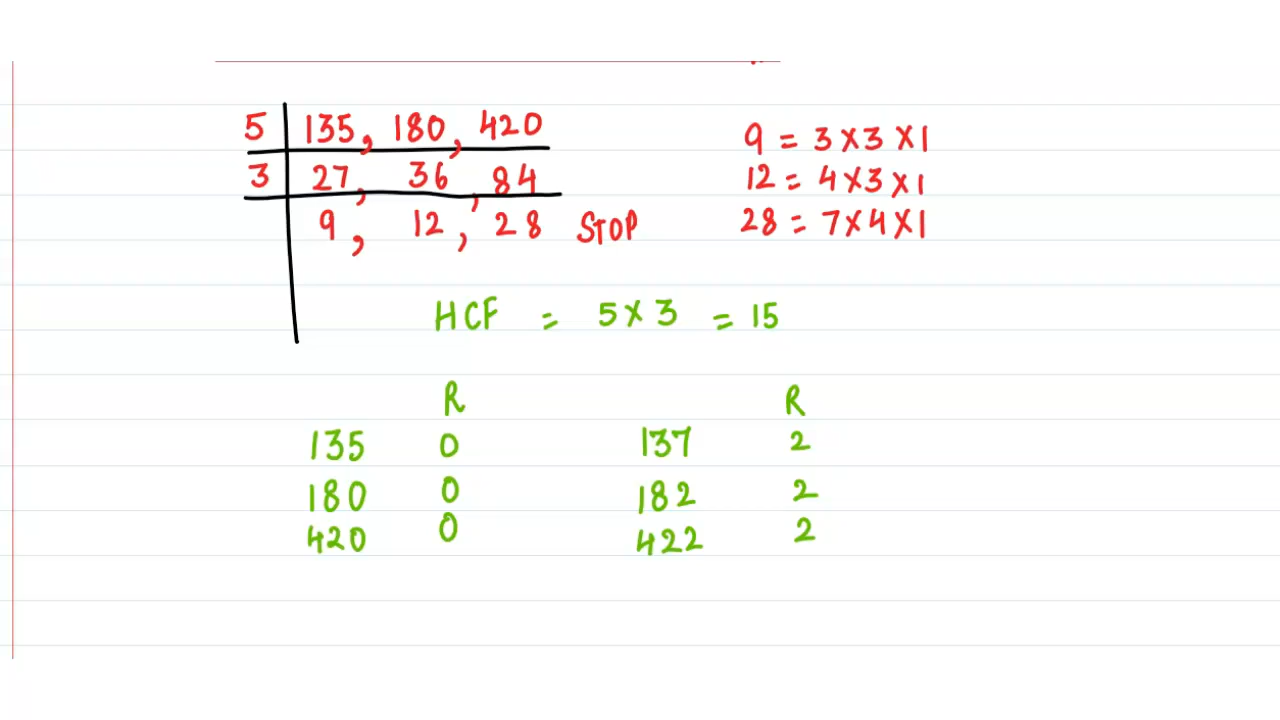 5 | 135, 180, 420
3 | 27, 36, 84
9, 12, 28 STOP
9 = 3 × 3 × 1
12 = 4 × 3 × 1
28 = 7 × 4 × 1
HCF = 5 × 3 = 15
R R
135 0 137 2
180 0 182 2
420 0 422 2